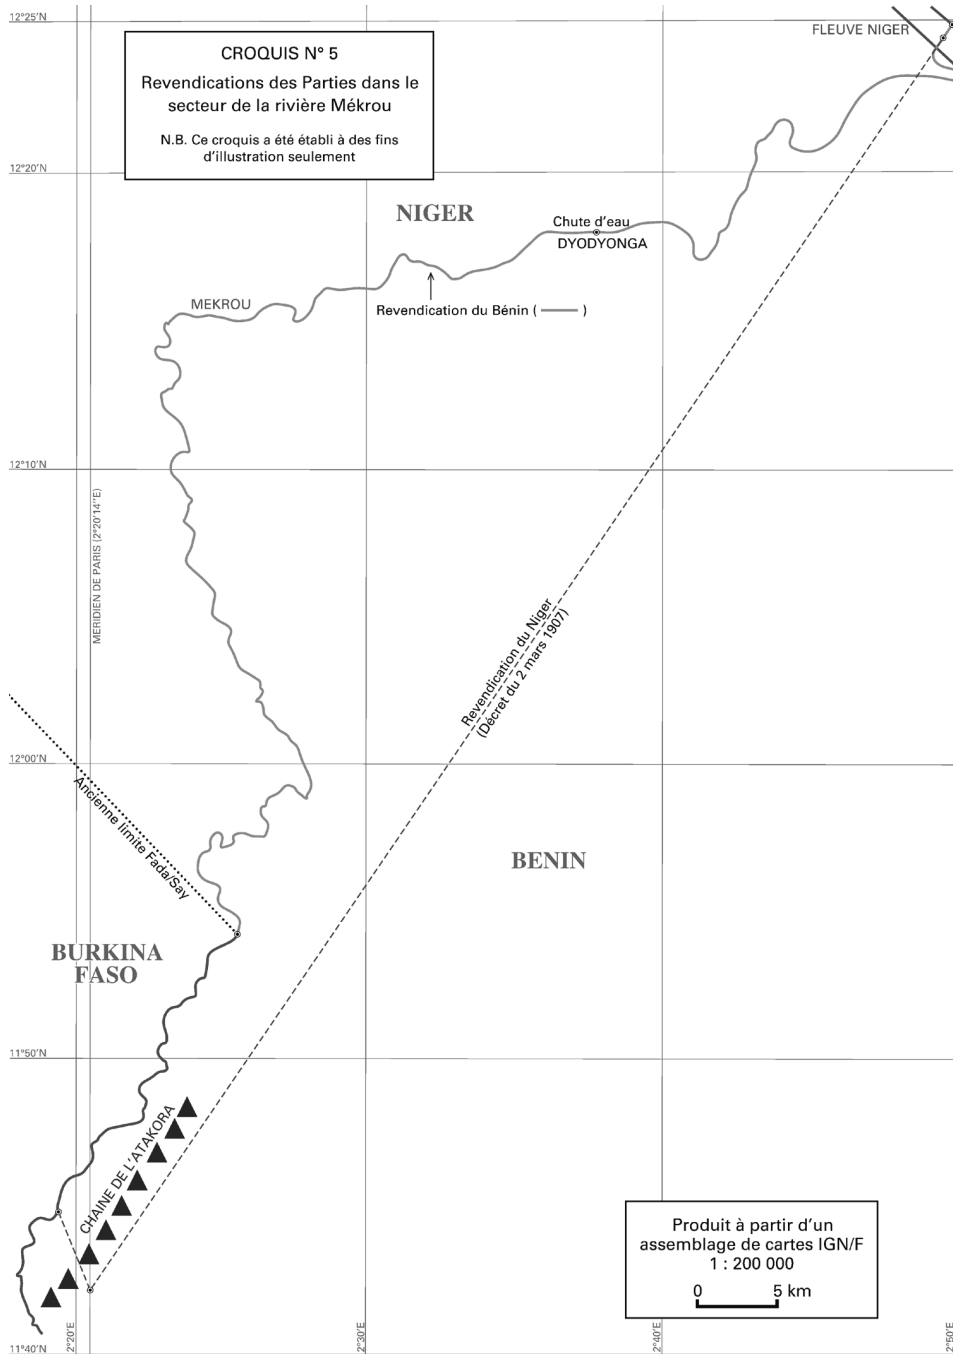 12°25'N
CROQUIS N° 5
Revendications des Parties dans le
secteur de la rivière Mékrou
N.B. Ce croquis a été établi à des fins
d'illustration seulement
FLEUVE NIGER
12°20'N
NIGER
Chute d'eau
DYODYONGA
MEKROU
Revendication du Bénin ( )
12°10'N
MERIDIEN DE PARIS (2°20'14''E)
Revendication du Niger
(Décret du 2 mars 1907)
12°00'N
Ancienne limite Fada/Say
BENIN
BURKINA
FASO
11°50'N
CHAINE DE L'ATAKORA
Produit à partir d'un
assemblage de cartes IGN/F
1 : 200 000
0 5 km
11°40'N
2°20'E
2°30'E
2°40'E
2°50'E